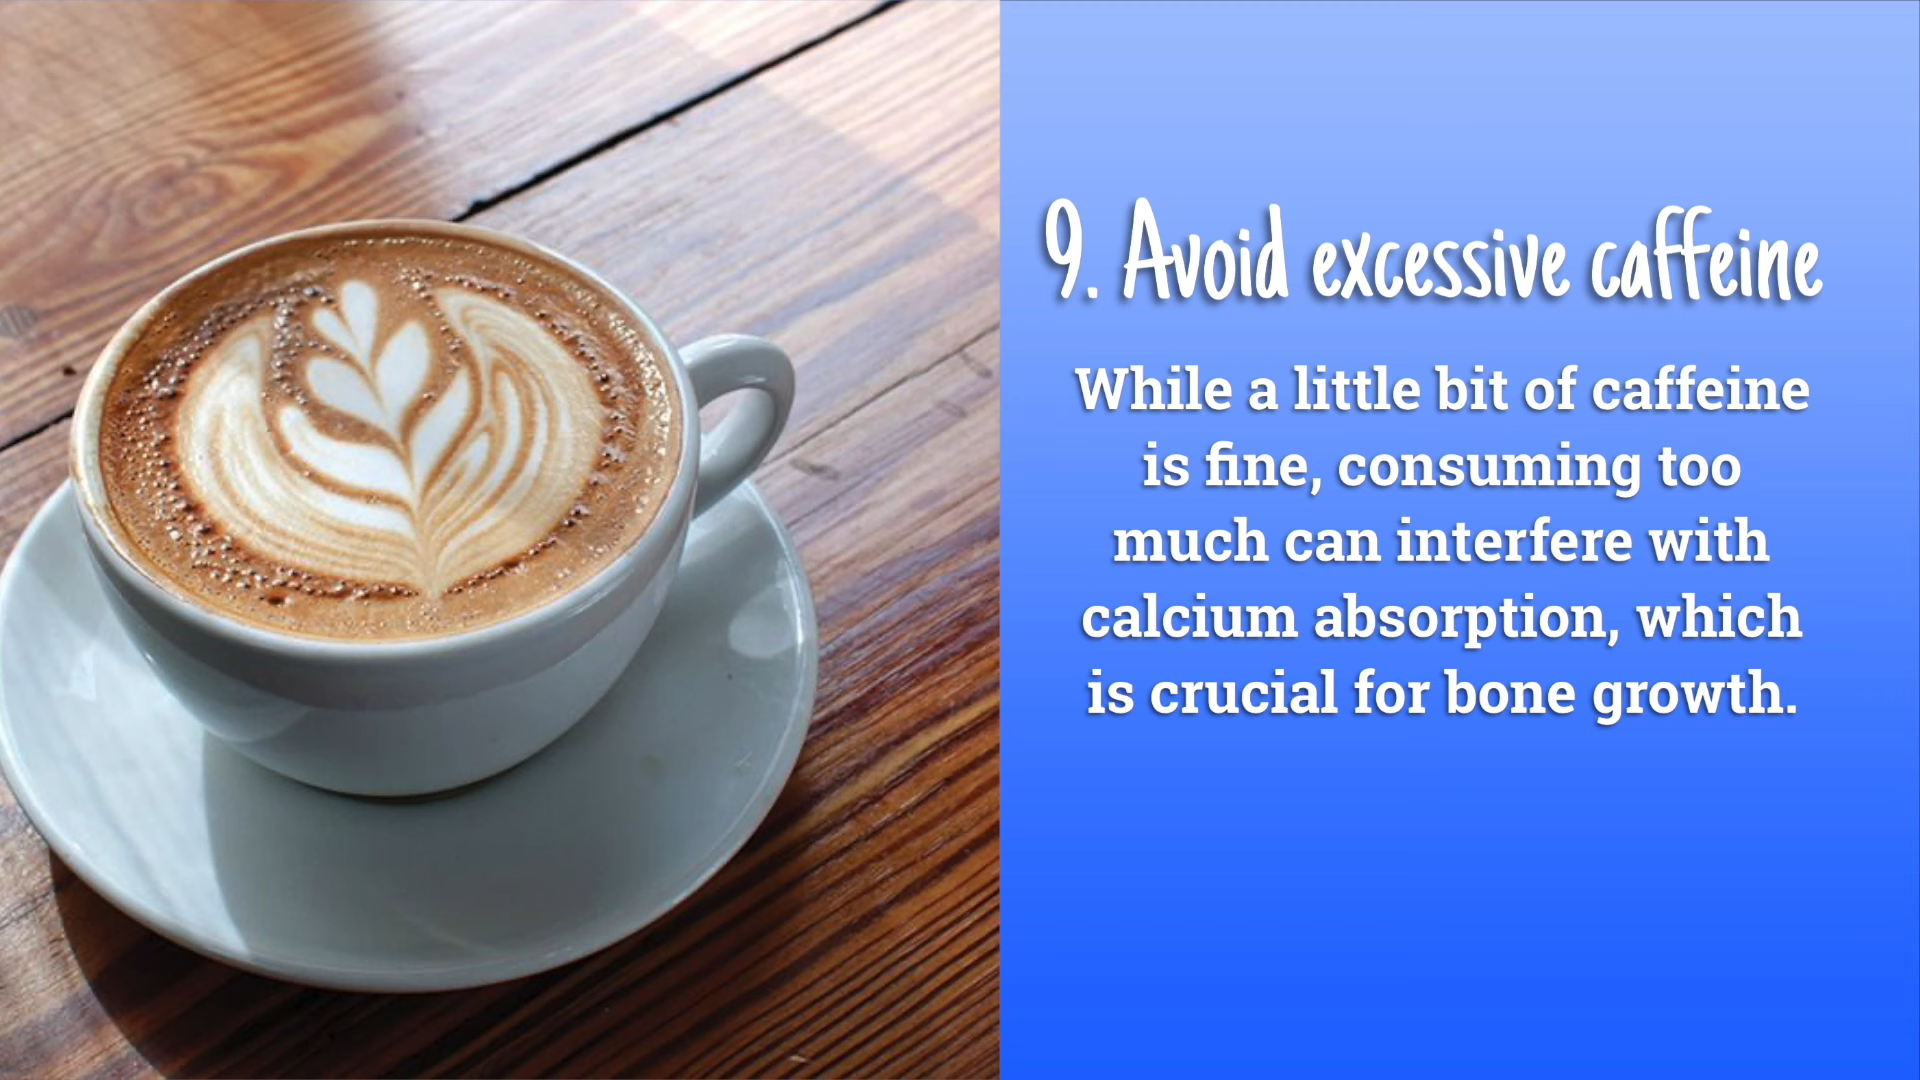 9. Avoid excessive caffeine
While a little bit of caffeine
is fine, consuming too
much can interfere with
calcium absorption, which
is crucial for bone growth.